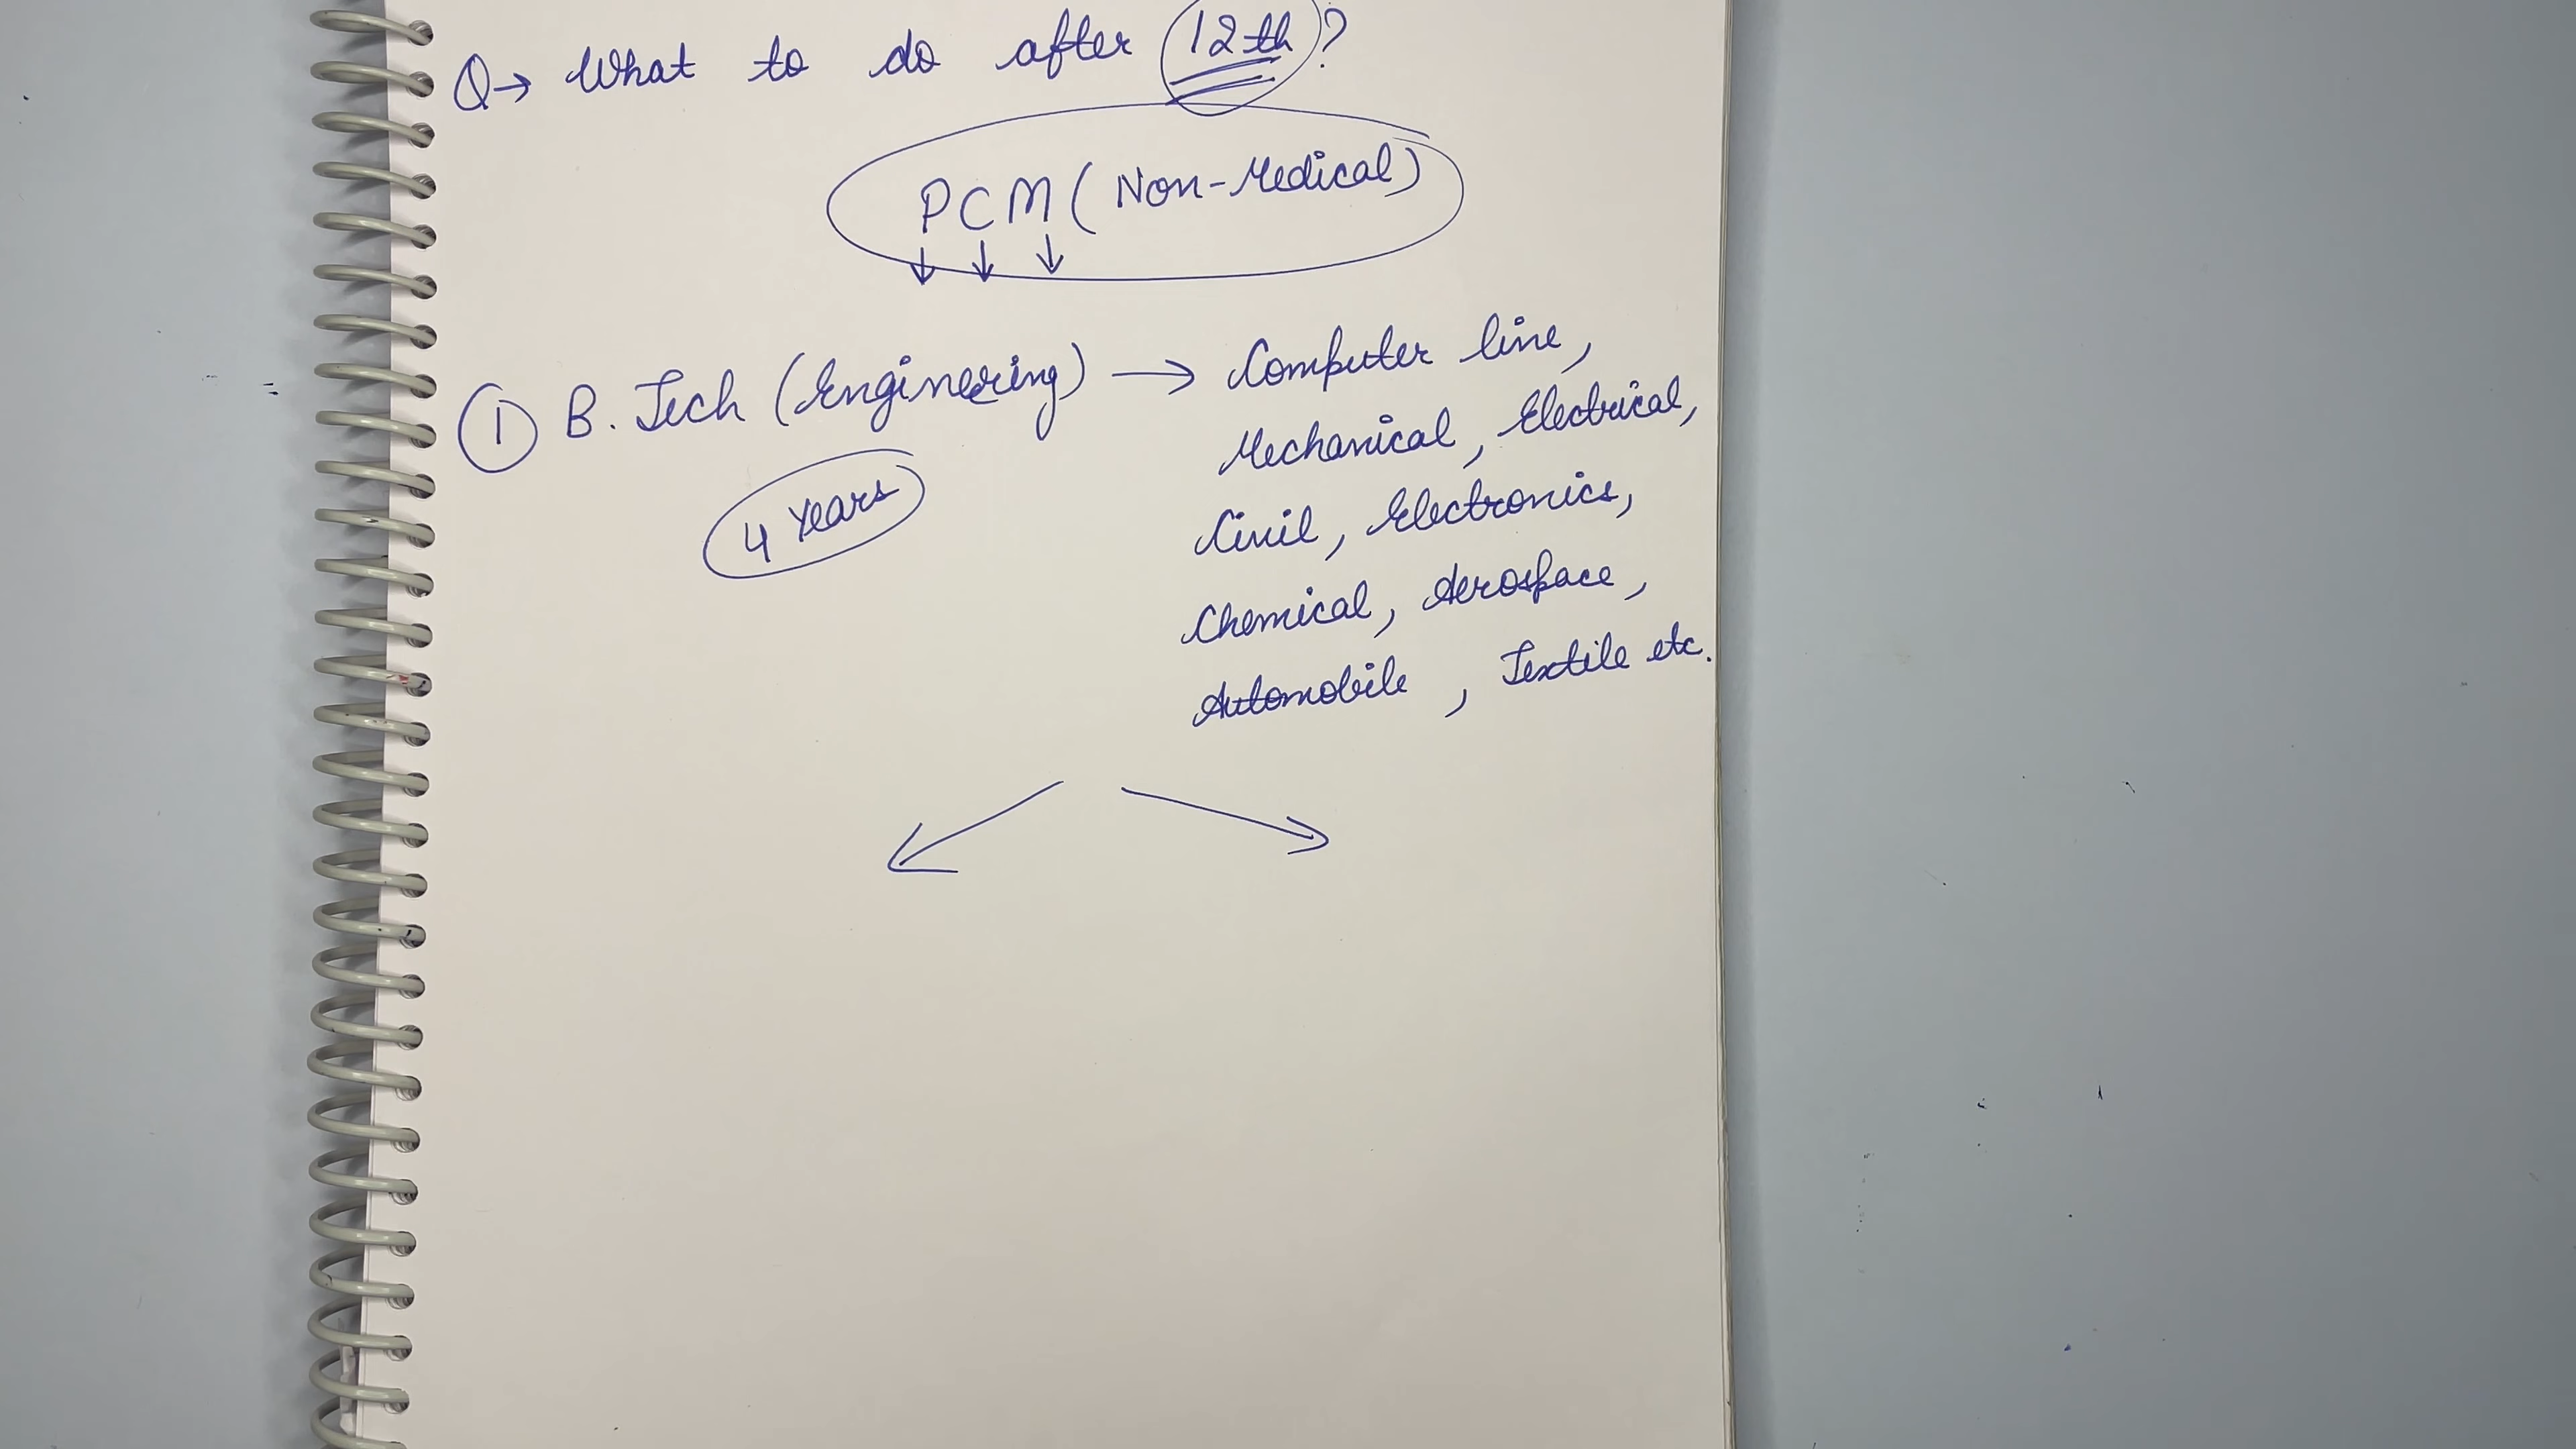 Q→ What to do after 12th?
PCM (Non-Medical)
↓ ↓ ↓
① B. Tech (Engineering) → Computer line,
Mechanical, Electrical,
4 Years
Civil, Electronics,
Chemical, Aerospace,
Automobile, Textile etc.